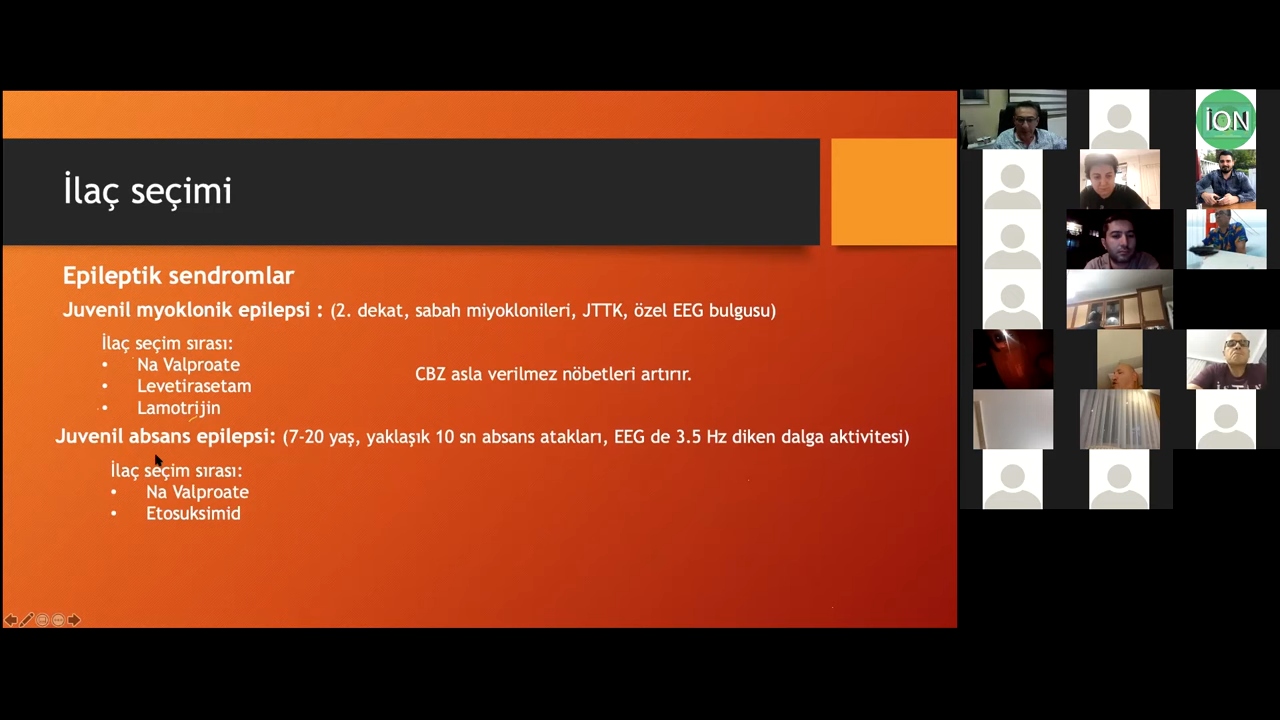 İlaç seçimi
Epileptik sendromlar
Juvenil myoklonik epilepsi : (2. dekat, sabah miyoklonileri, JTTK, özel EEG bulgusu)
İlaç seçim sırası:
• Na Valproate
• Levetirasetam
• Lamotrijin
CBZ asla verilmez nöbetleri artırır.
Juvenil absans epilepsi: (7-20 yaş, yaklaşık 10 sn absans atakları, EEG de 3.5 Hz diken dalga aktivitesi)
İlaç seçim sırası:
• Na Valproate
• Etosuksimid
İON